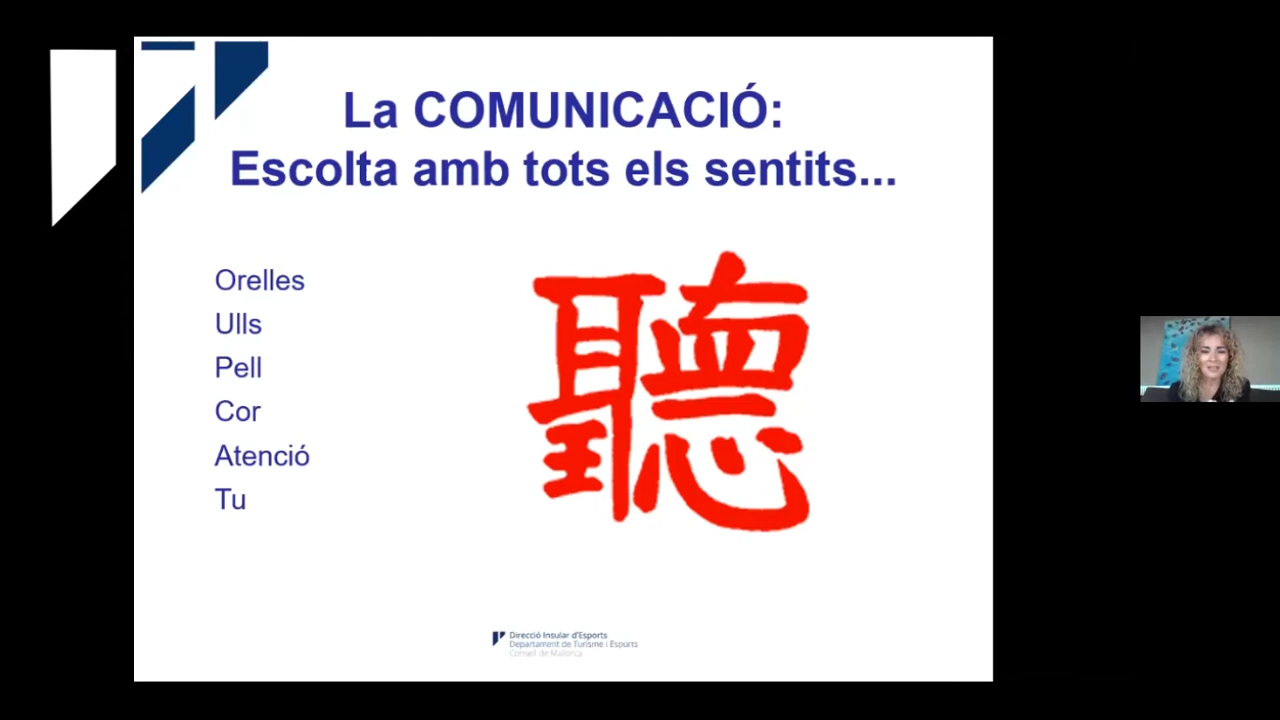 La COMUNICACIÓ:
Escolta amb tots els sentits...
Orelles
Ulls
Pell
Cor
Atenció
Tu
聽
Direcció Insular d'Esports
Departament de Turisme i Esports
Consell de Mallorca